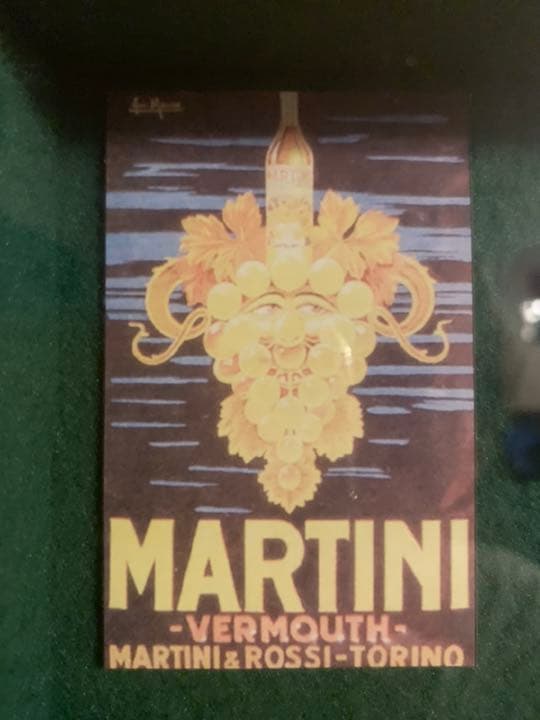 MARTINI
-VERMOUTH-
MARTINI & ROSSI-TORINO